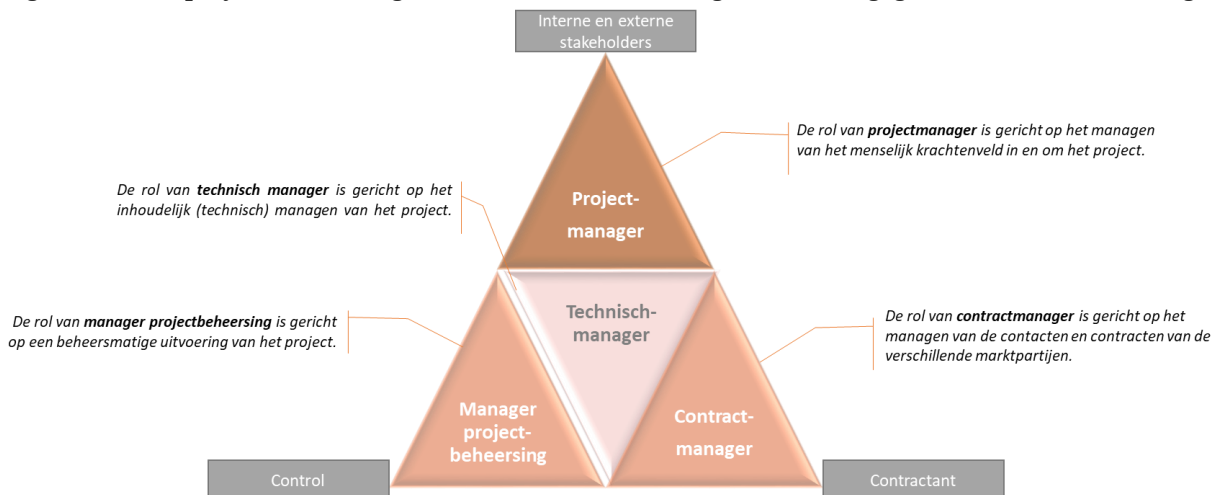 Interne en externe
stakeholders
De rol van projectmanager is gericht op het managen
van het menselijk krachtenveld in en om het project.
De rol van technisch manager is gericht op het
inhoudelijk (technisch) managen van het project.
Project-
manager
Technisch-
manager
De rol van manager projectbeheersing is gericht
op een beheersmatige uitvoering van het project.
De rol van contractmanager is gericht op het
managen van de contacten en contracten van de
verschillende marktpartijen.
Manager
project-
beheersing
Contract-
manager
Control
Contractant